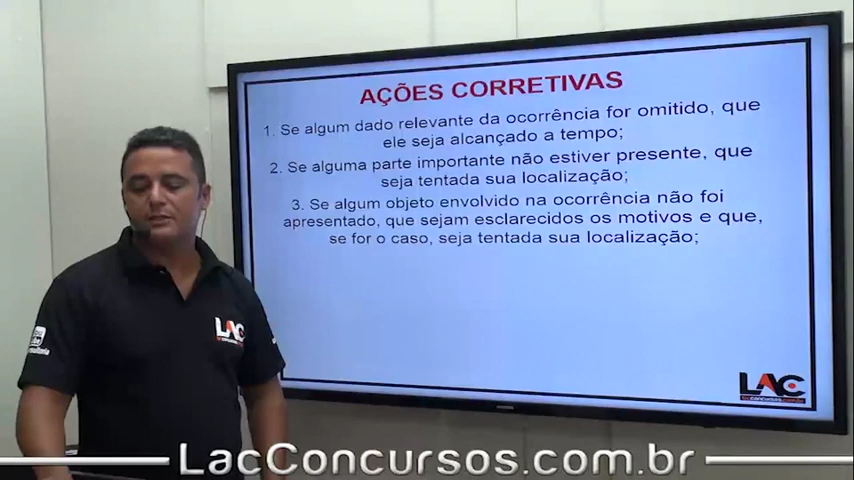 AÇÕES CORRETIVAS
1. Se algum dado relevante da ocorrência for omitido, que
ele seja alcançado a tempo;
2. Se alguma parte importante não estiver presente, que
seja tentada sua localização;
3. Se algum objeto envolvido na ocorrência não foi
apresentado, que sejam esclarecidos os motivos e que,
se for o caso, seja tentada sua localização;
LAC
LAC
LacConcursos.com.br